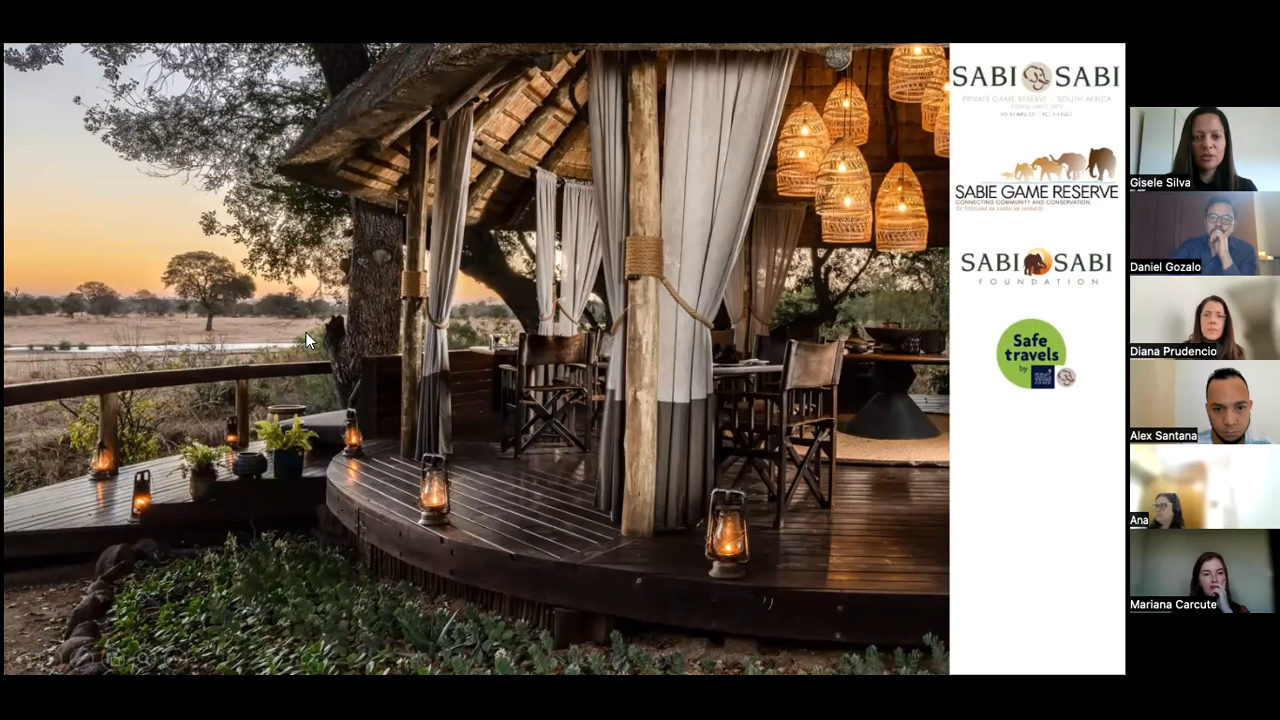 SABI SABI
PRIVATE GAME RESERVE - SOUTH AFRICA
SABIE GAME RESERVE
CONNECTING COMMUNITY AND CONSERVATION
SABI SABI
FOUNDATION
Safe
travels
by
Gisele Silva
Daniel Gozalo
Diana Prudencio
Alex Santana
Ana
Mariana Carcute